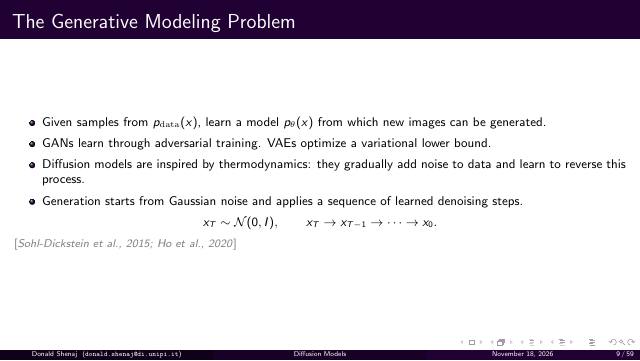 The Generative Modeling Problem
Given samples from p_data(x), learn a model p_θ(x) from which new images can be generated.
GANs learn through adversarial training. VAEs optimize a variational lower bound.
Diffusion models are inspired by thermodynamics: they gradually add noise to data and learn to reverse this
process.
Generation starts from Gaussian noise and applies a sequence of learned denoising steps.
x_T ∼ 𝒩(0, I), x_T → x_{T−1} → ⋯ → x_0.
[Sohl-Dickstein et al., 2015; Ho et al., 2020]
Donald Shenaj (donald.shenaj@di.unipi.it) Diffusion Models November 18, 2026 9 / 59